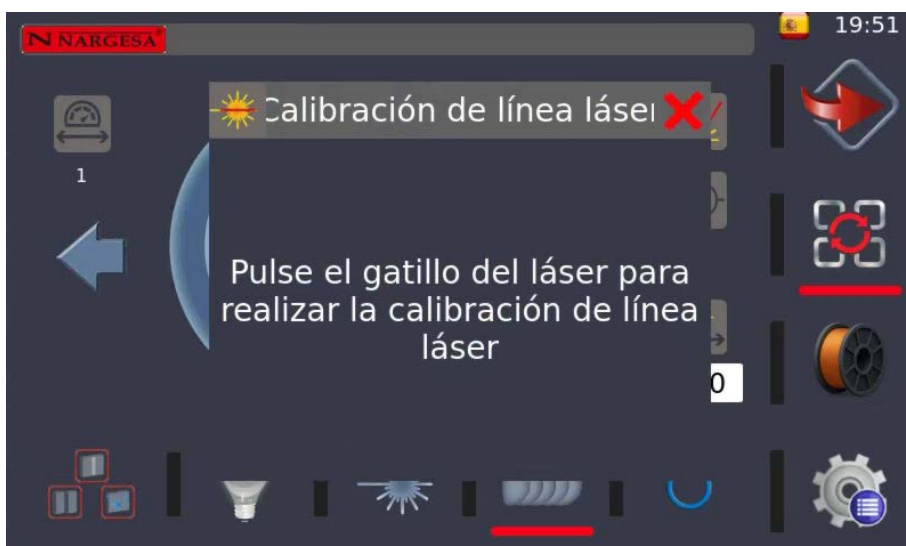 N NARGESA
19:51
Calibración de línea láser
1
Pulse el gatillo del láser para
realizar la calibración de línea
láser
0